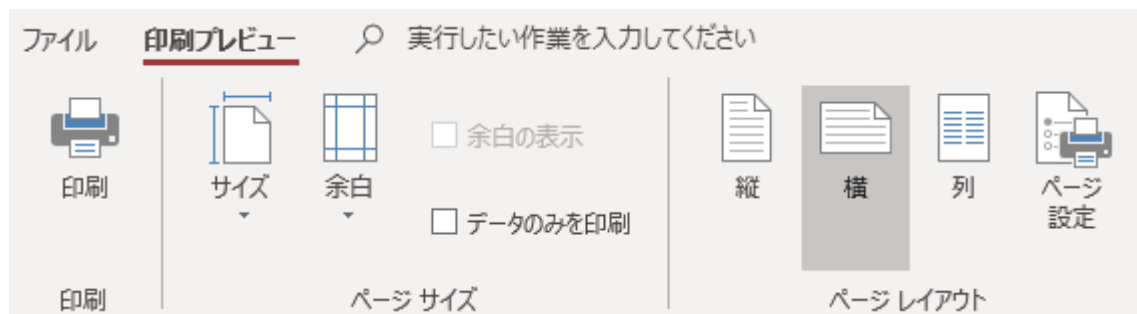 ファイル 印刷プレビュー 実行したい作業を入力してください
印刷
サイズ
余白
余白の表示
データのみを印刷
縦
横
列
ページ
設定
印刷
ページ サイズ
ページ レイアウト